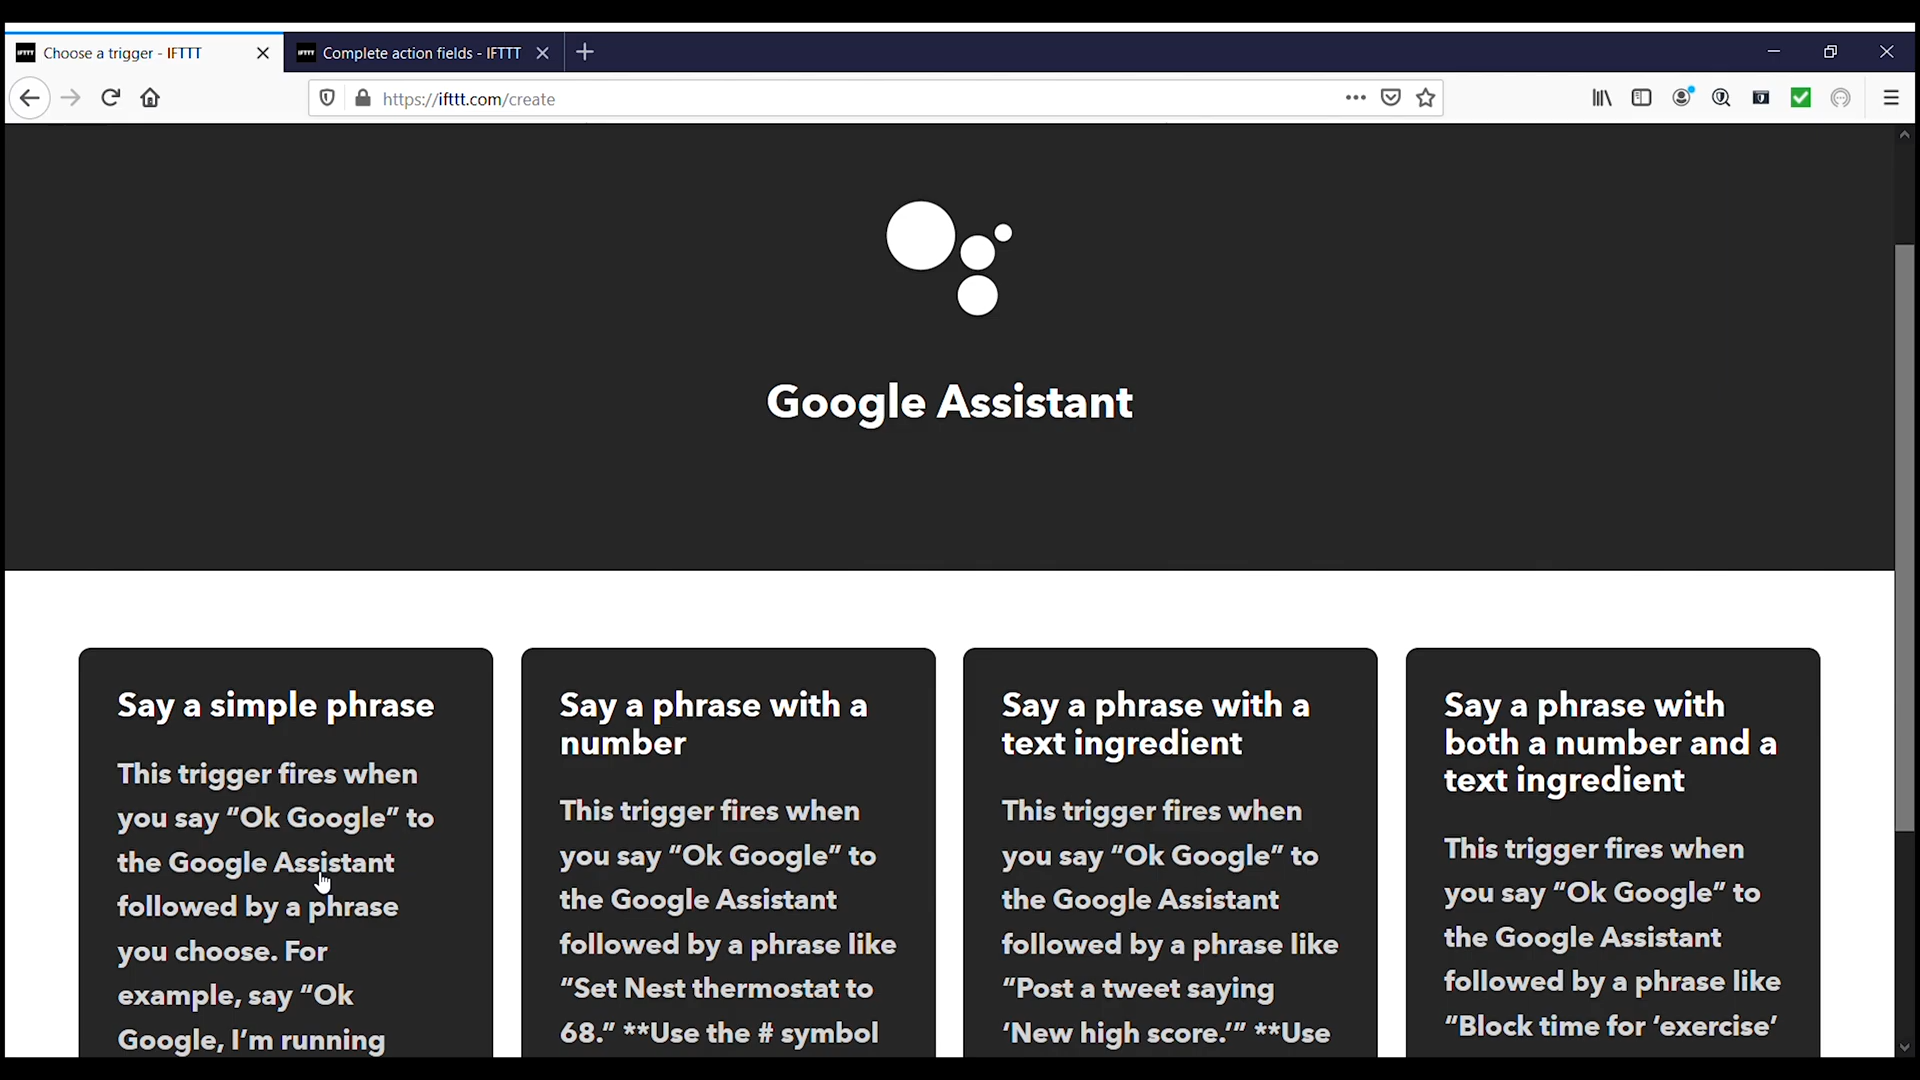 Choose a trigger - IFTTT
Complete action fields - IFTTT
https://ifttt.com/create
Google Assistant
Say a simple phrase
This trigger fires when
you say “Ok Google” to
the Google Assistant
followed by a phrase
you choose. For
example, say “Ok
Google, I’m running
Say a phrase with a
number
This trigger fires when
you say “Ok Google” to
the Google Assistant
followed by a phrase like
“Set Nest thermostat to
68.” **Use the # symbol
Say a phrase with a
text ingredient
This trigger fires when
you say “Ok Google” to
the Google Assistant
followed by a phrase like
“Post a tweet saying
‘New high score.’” **Use
Say a phrase with
both a number and a
text ingredient
This trigger fires when
you say “Ok Google” to
the Google Assistant
followed by a phrase like
“Block time for ‘exercise’